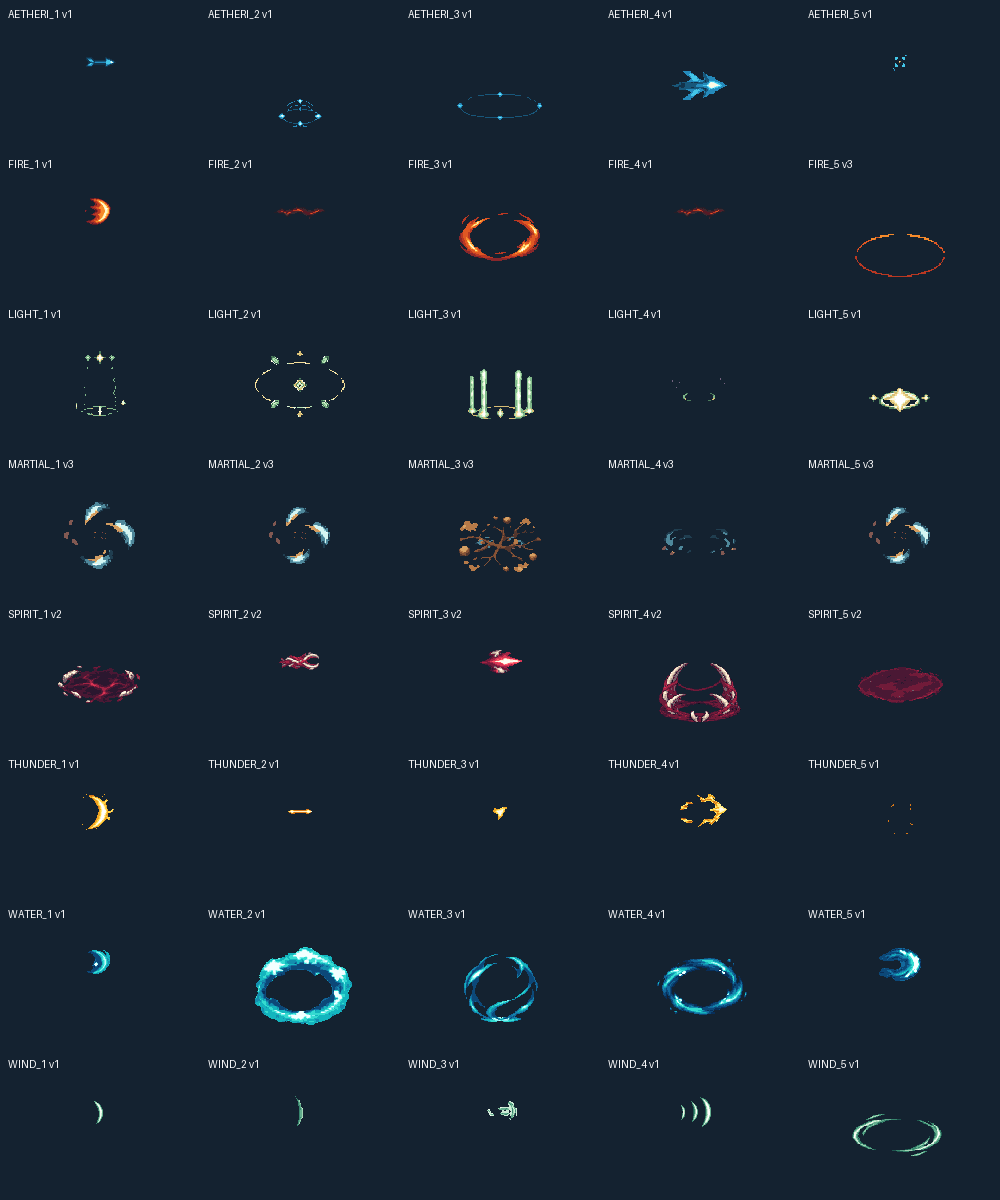 AETHERI_1 v1
AETHERI_2 v1
AETHERI_3 v1
AETHERI_4 v1
AETHERI_5 v1
FIRE_1 v1
FIRE_2 v1
FIRE_3 v1
FIRE_4 v1
FIRE_5 v3
LIGHT_1 v1
LIGHT_2 v1
LIGHT_3 v1
LIGHT_4 v1
LIGHT_5 v1
MARTIAL_1 v3
MARTIAL_2 v3
MARTIAL_3 v3
MARTIAL_4 v3
MARTIAL_5 v3
SPIRIT_1 v2
SPIRIT_2 v2
SPIRIT_3 v2
SPIRIT_4 v2
SPIRIT_5 v2
THUNDER_1 v1
THUNDER_2 v1
THUNDER_3 v1
THUNDER_4 v1
THUNDER_5 v1
WATER_1 v1
WATER_2 v1
WATER_3 v1
WATER_4 v1
WATER_5 v1
WIND_1 v1
WIND_2 v1
WIND_3 v1
WIND_4 v1
WIND_5 v1